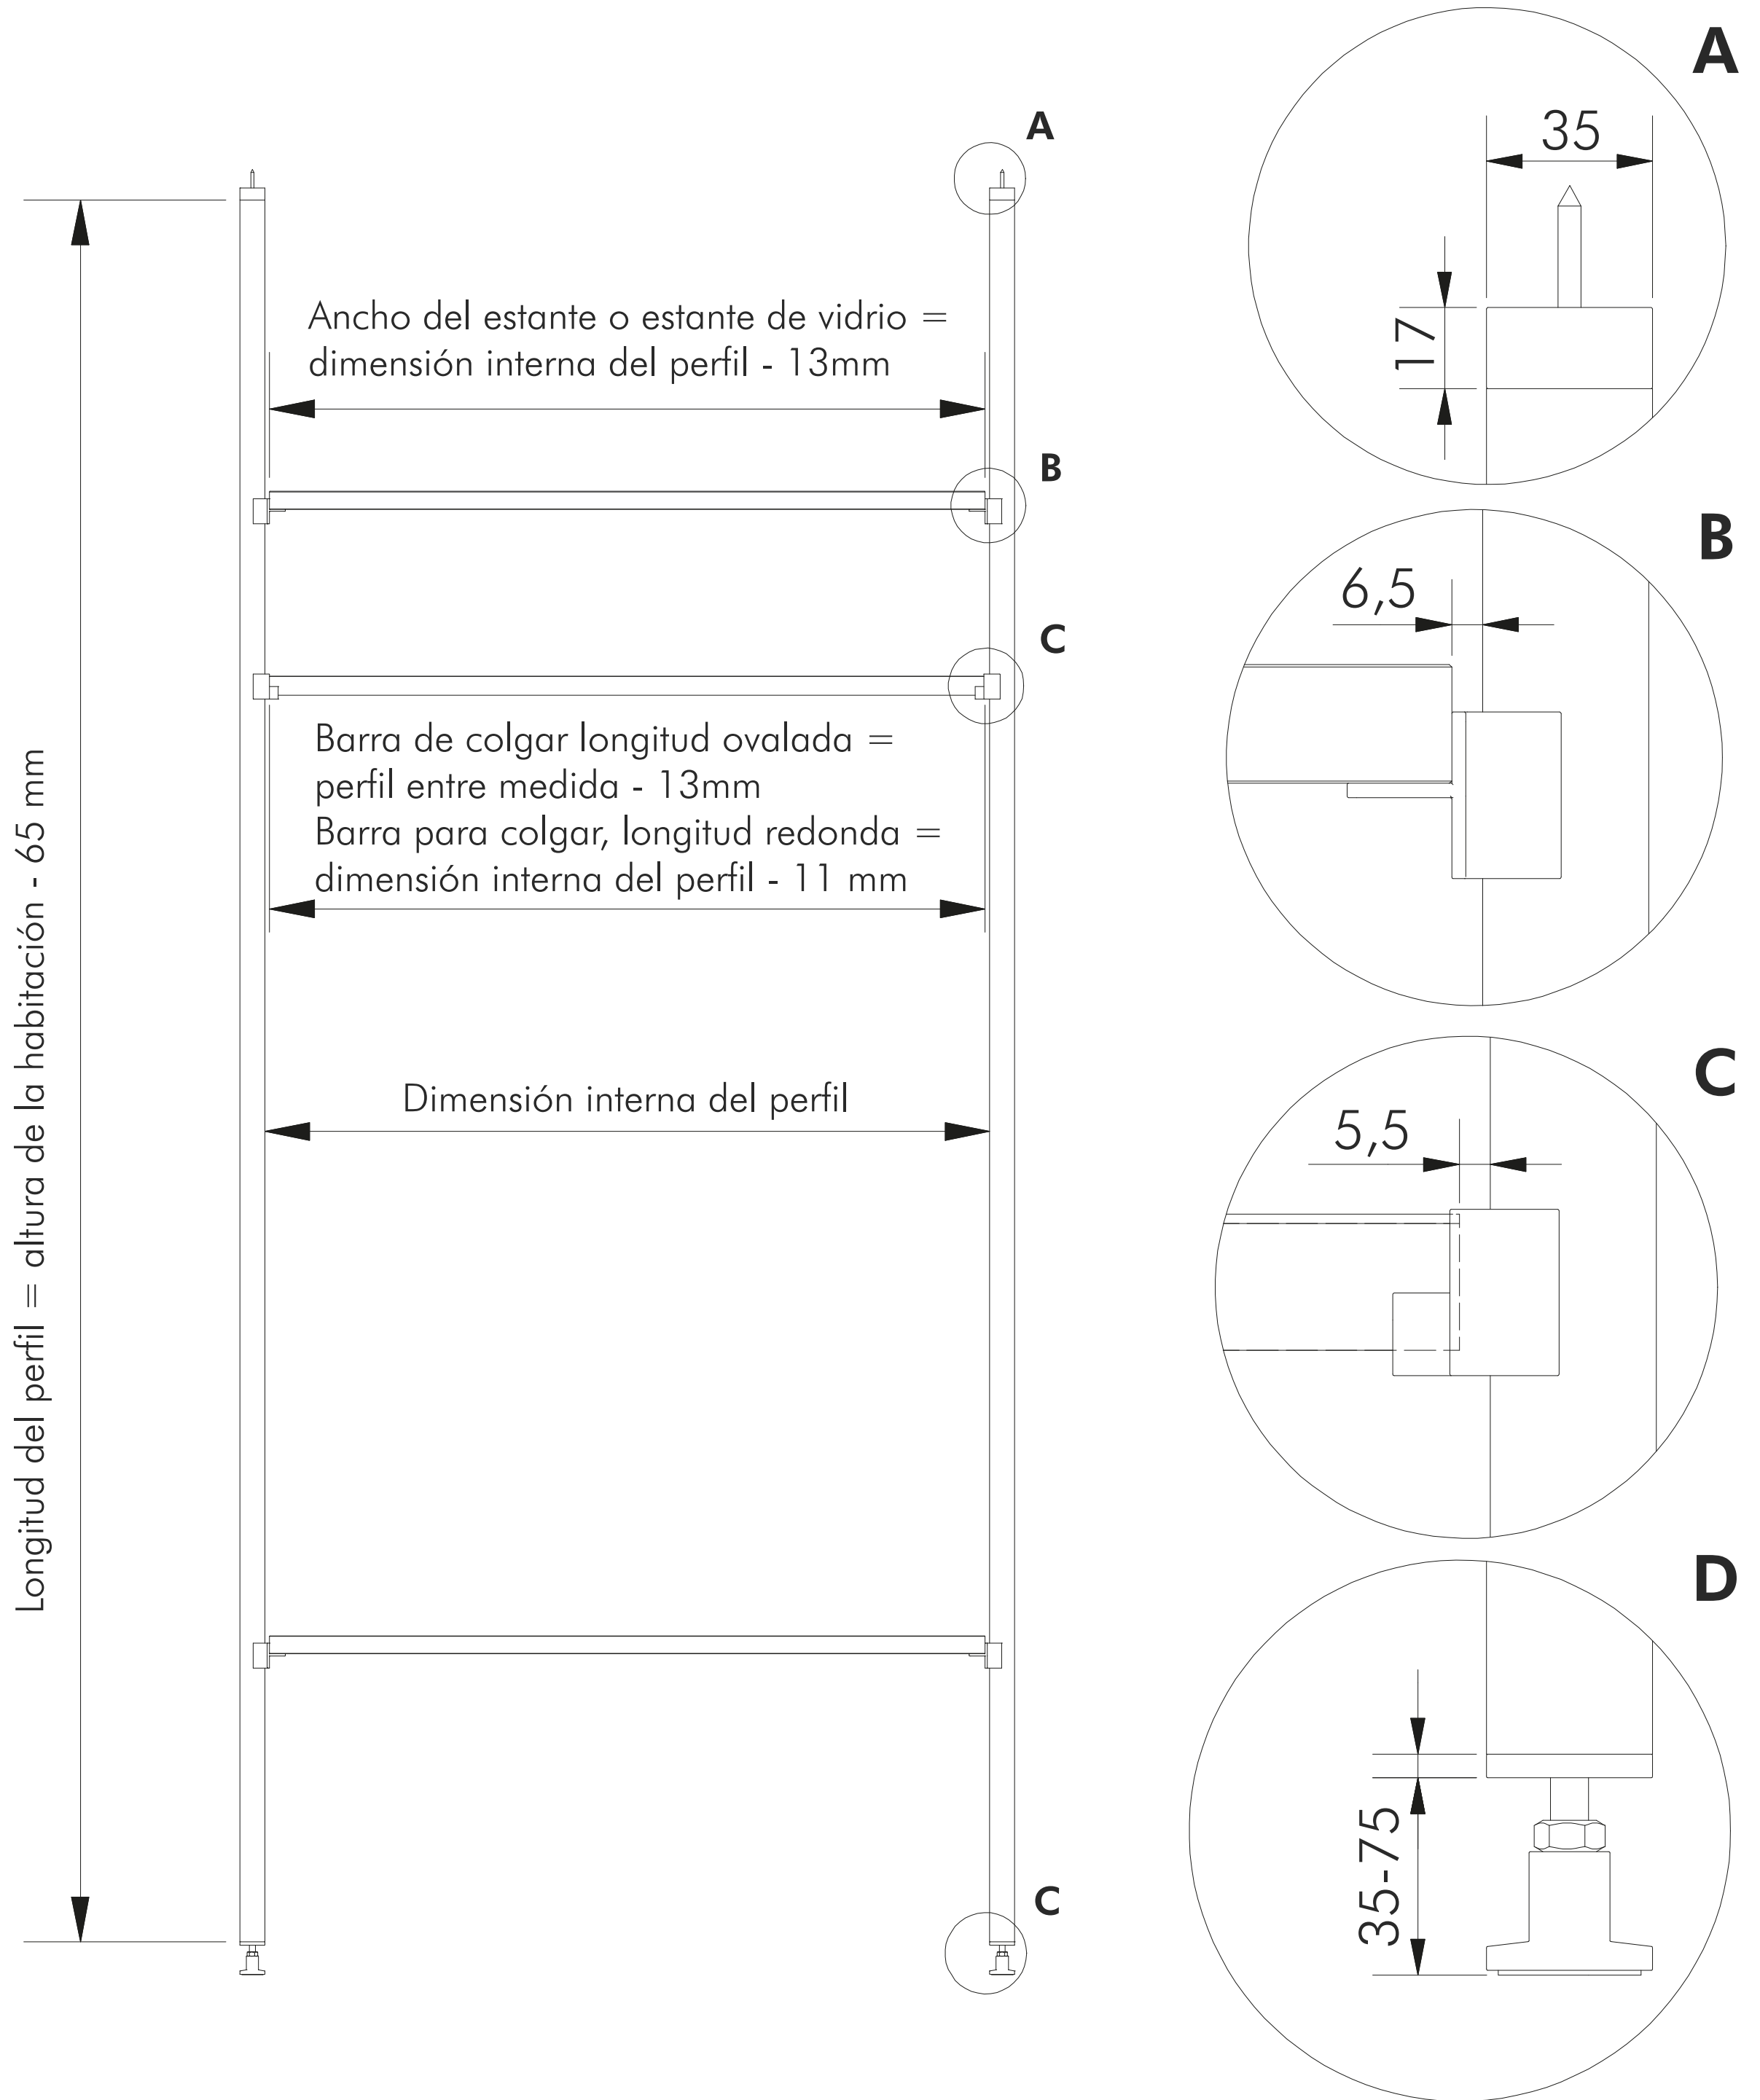 A
A
35
17
Ancho del estante o estante de vidrio =
dimensión interna del perfil - 13mm
B
B
6,5
C
Barra de colgar longitud ovalada =
perfil entre medida - 13mm
Barra para colgar, longitud redonda =
dimensión interna del perfil - 11 mm
Longitud del perfil = altura de la habitación - 65 mm
C
5,5
Dimensión interna del perfil
D
35-75
C